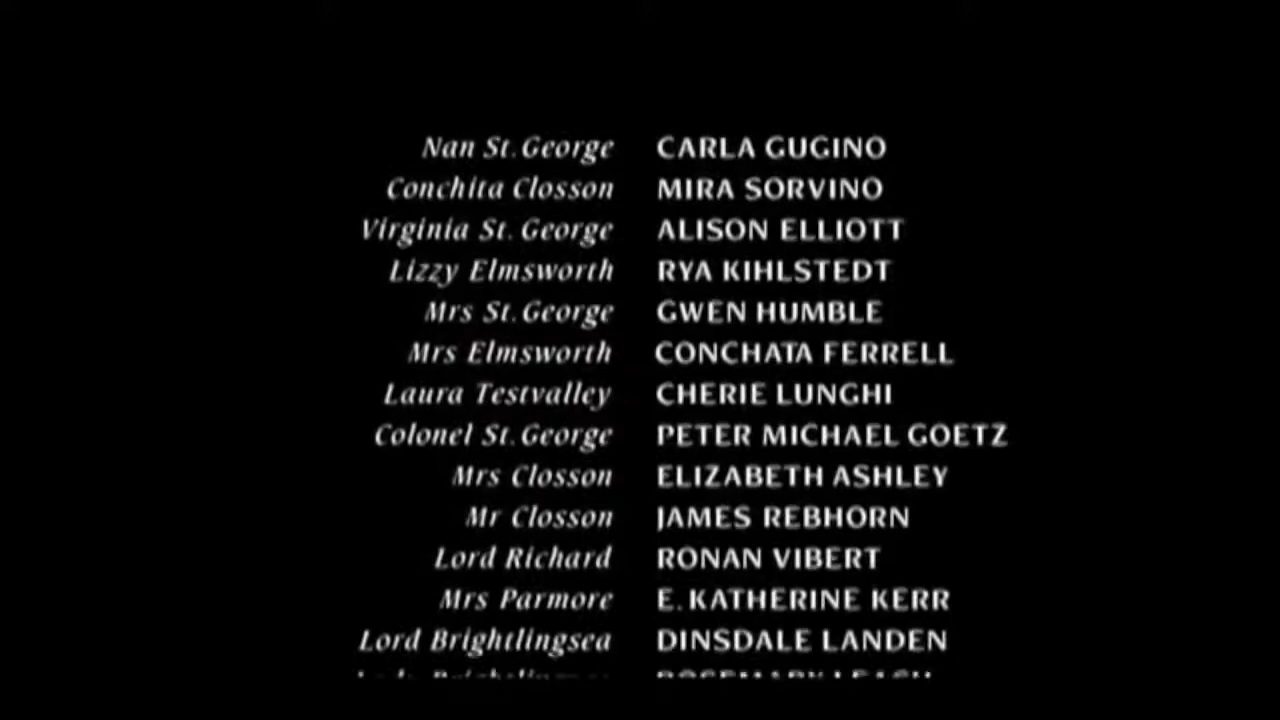 Nan St. George CARLA GUGINO
Conchita Closson MIRA SORVINO
Virginia St. George ALISON ELLIOTT
Lizzy Elmsworth RYA KIHLSTEDT
Mrs St. George GWEN HUMBLE
Mrs Elmsworth CONCHATA FERRELL
Laura Testvalley CHERIE LUNGHI
Colonel St. George PETER MICHAEL GOETZ
Mrs Closson ELIZABETH ASHLEY
Mr Closson JAMES REBHORN
Lord Richard RONAN VIBERT
Mrs Parmore E. KATHERINE KERR
Lord Brightlingsea DINSDALE LANDEN